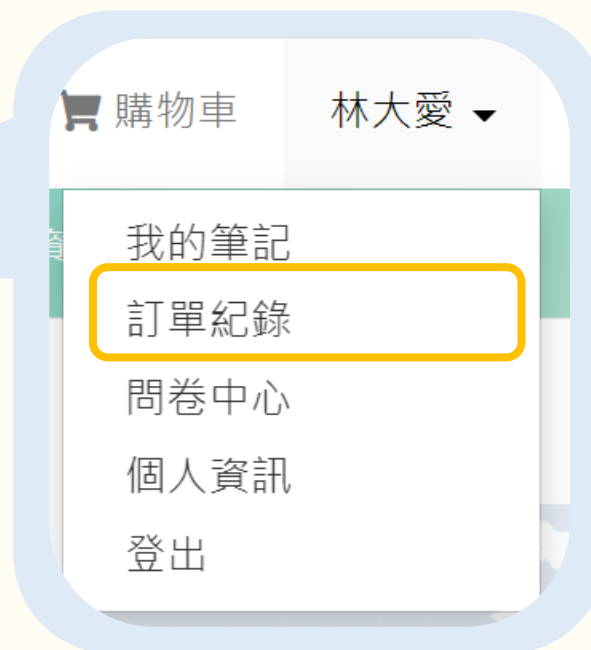 購物車 林大愛
我的筆記
訂單紀錄
問卷中心
個人資訊
登出